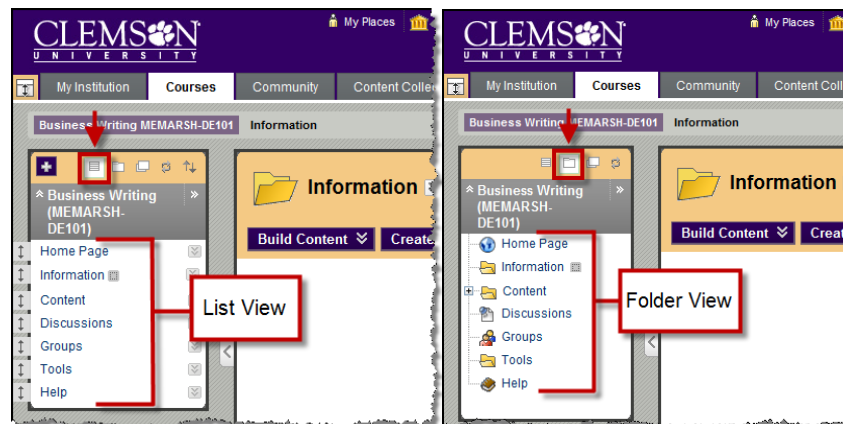 CLEMSON
UNIVERSITY
My Places
My Institution Courses Community Content Collec
Business Writing MEMARSH-DE101 Information
Business Writing
(MEMARSH-
DE101)
Information
Build Content Create
Home Page
Information
Content
Discussions
Groups
Tools
Help
List View
CLEMSON
UNIVERSITY
My Places
My Institution Courses Community Content Coll
Business Writing MEMARSH-DE101 Information
Business Writing
(MEMARSH-
DE101)
Information
Build Content Creat
Home Page
Information
Content
Discussions
Groups
Tools
Help
Folder View